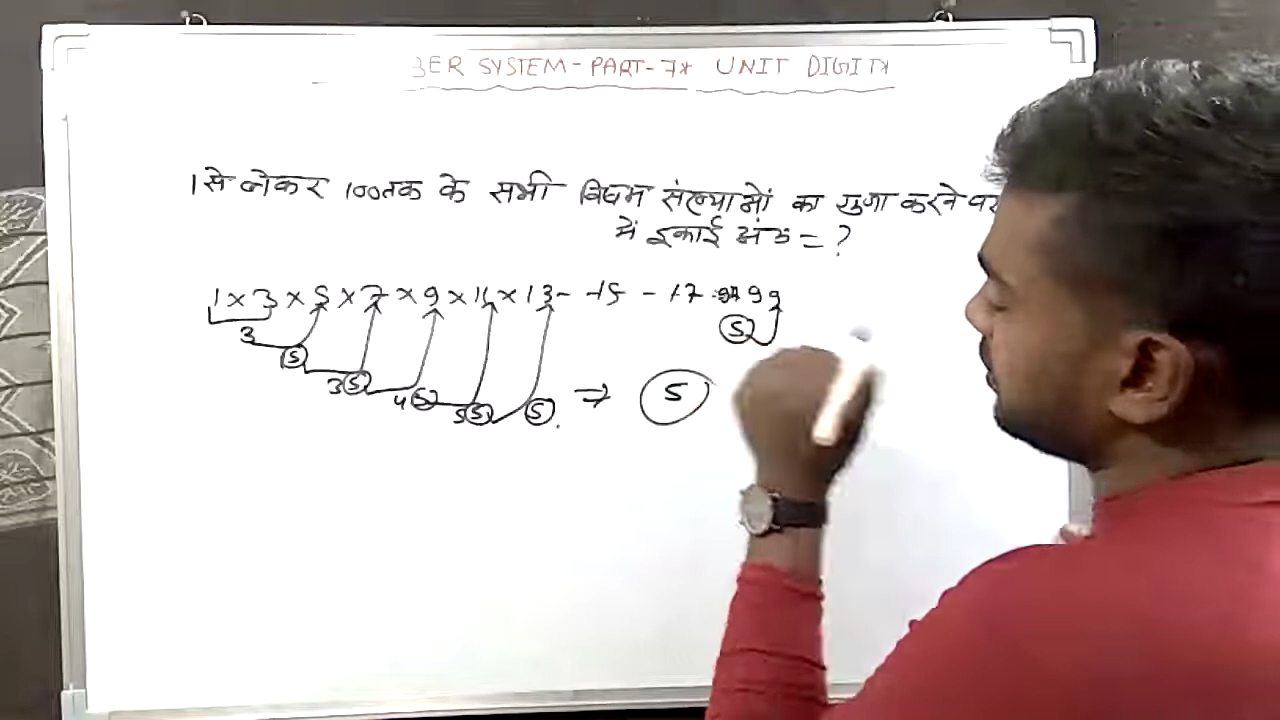 BER SYSTEM - PART-7* UNIT DIGIT*
1 से लेकर 100 तक के सभी विषम संख्याओं का गुणा करने पर
में इकाई अंक = ?
1 × 3 × 5 × 7 × 9 × 11 × 13 - -15 - 17 97 99
3 5 35 45 55 5 ⇒ 5
5